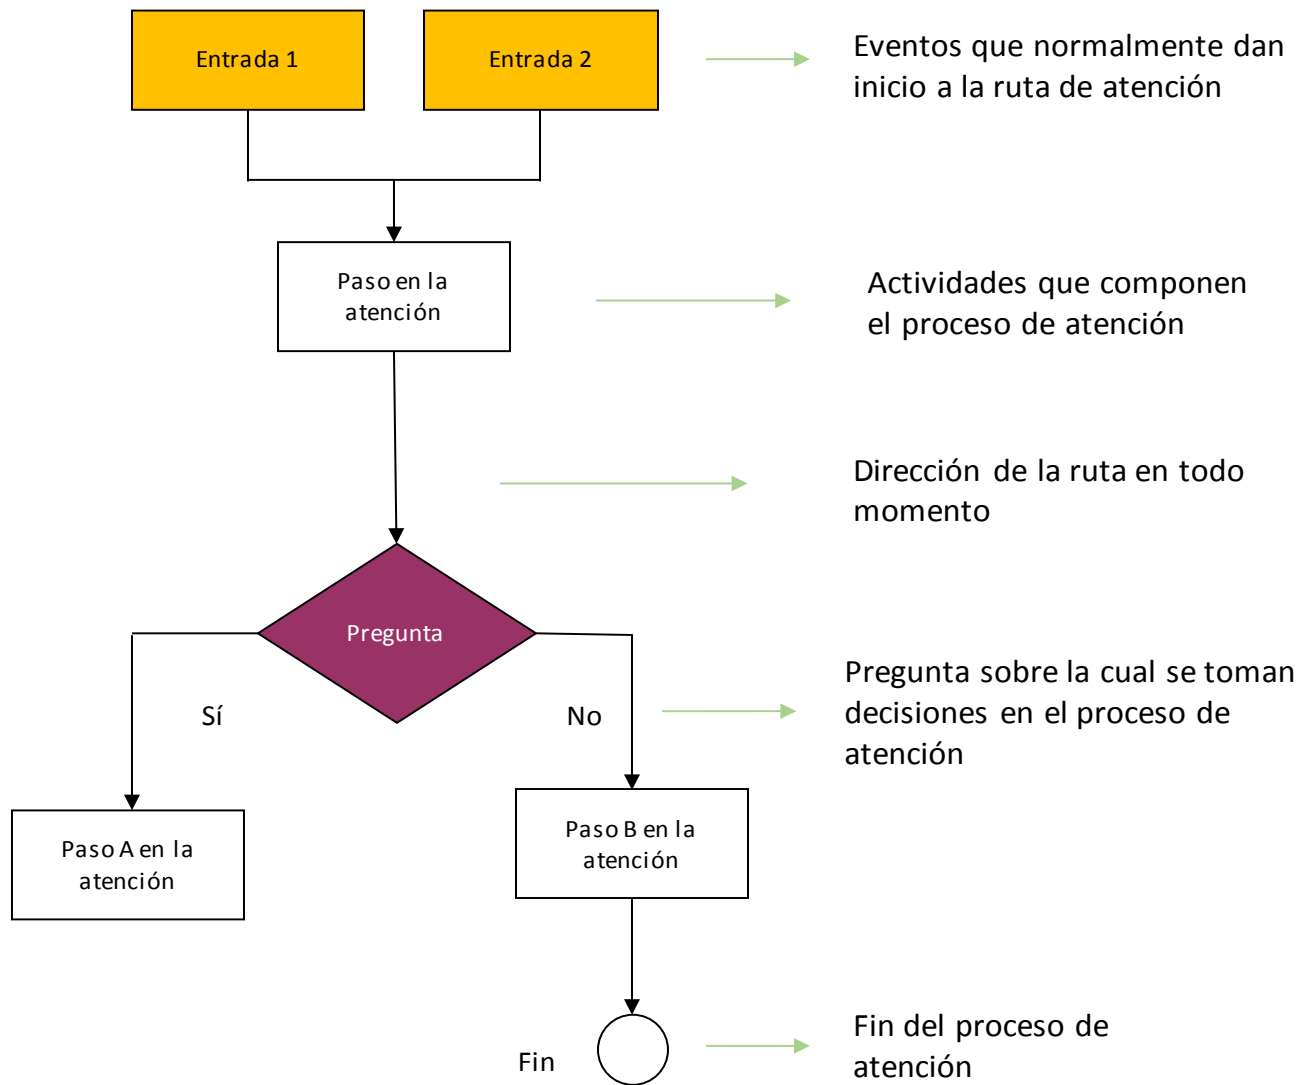 Entrada 1
Entrada 2
Eventos que normalmente dan
inicio a la ruta de atención
Paso en la
atención
Actividades que componen
el proceso de atención
Dirección de la ruta en todo
momento
Pregunta
Sí
No
Pregunta sobre la cual se toman
decisiones en el proceso de
atención
Paso A en la
atención
Paso B en la
atención
Fin
Fin del proceso de
atención